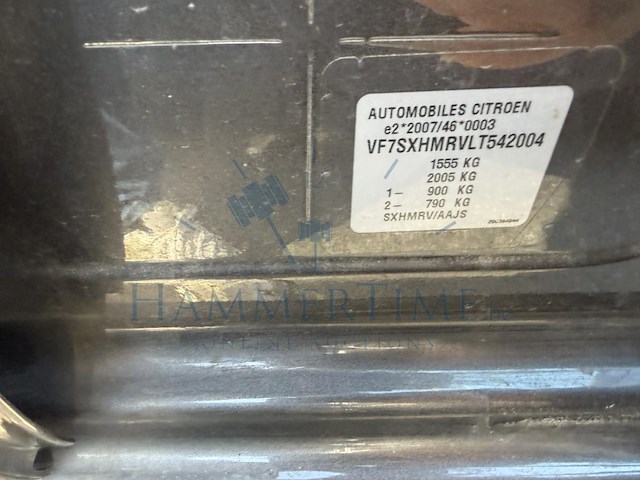 AUTOMOBILES CITROEN
e2*2007/46*0003
VF7SXHMRVLT542004
1555 KG
2005 KG
1- 900 KG
2- 790 KG
SXHMRV/AAJS
HAMMERTIME